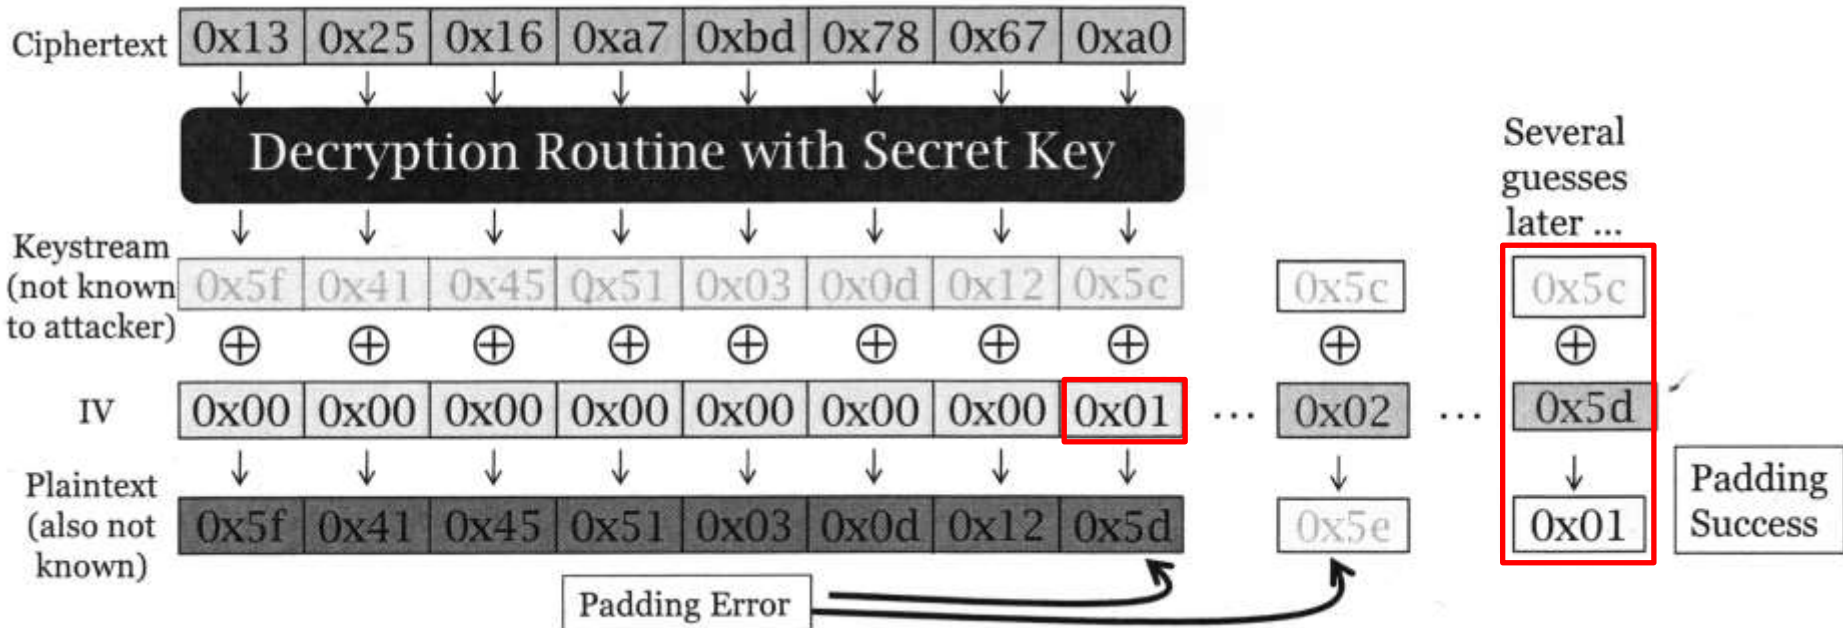 Ciphertext 0x13 0x25 0x16 0xa7 0xbd 0x78 0x67 0xa0
Decryption Routine with Secret Key
Several
guesses
later ...
Keystream
(not known
to attacker)
0x5f 0x41 0x45 0x51 0x03 0x0d 0x12 0x5c 0x5c 0x5c
⊕ ⊕ ⊕ ⊕ ⊕ ⊕ ⊕ ⊕ ⊕ ⊕
IV 0x00 0x00 0x00 0x00 0x00 0x00 0x00 0x01 ... 0x02 ... 0x5d
Plaintext
(also not
known)
0x5f 0x41 0x45 0x51 0x03 0x0d 0x12 0x5d 0x5e 0x01
Padding
Success
Padding Error